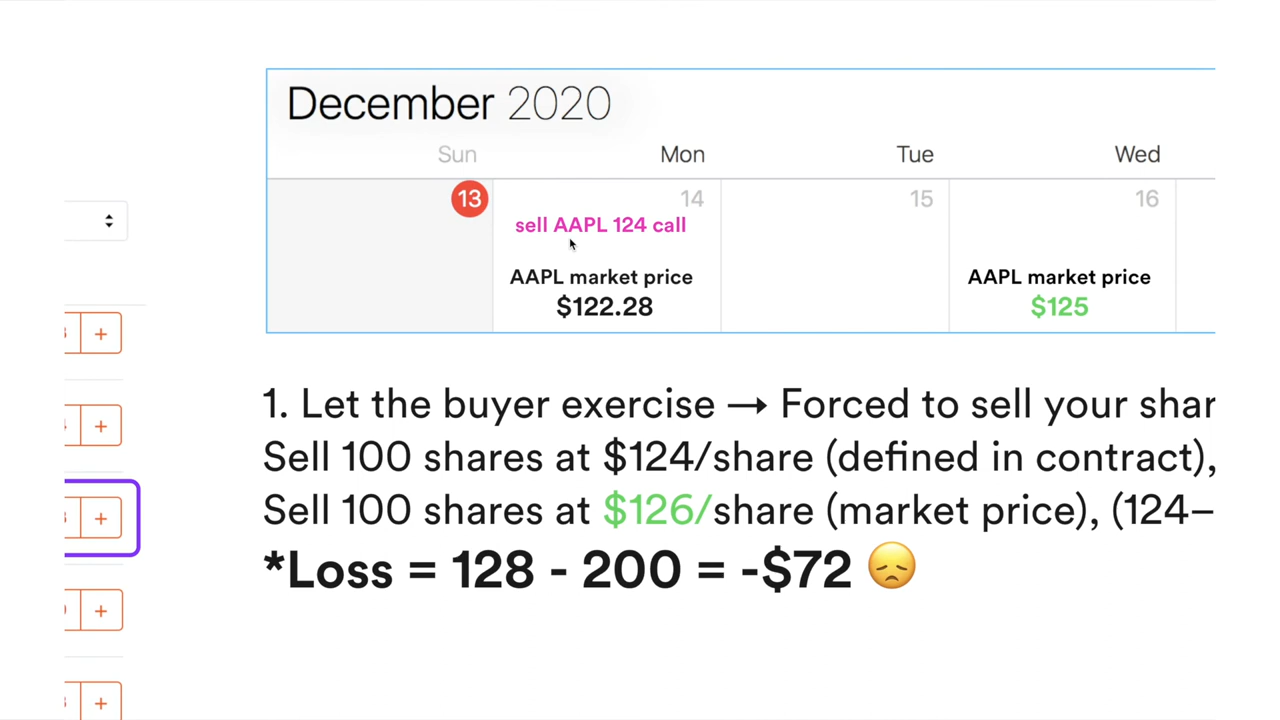 December 2020
Sun Mon Tue Wed
13 14 15 16
sell AAPL 124 call
AAPL market price AAPL market price
$122.28 $125
+
+
+
+
+
1. Let the buyer exercise → Forced to sell your shar
Sell 100 shares at $124/share (defined in contract),
Sell 100 shares at $126/share (market price), (124–
*Loss = 128 - 200 = -$72